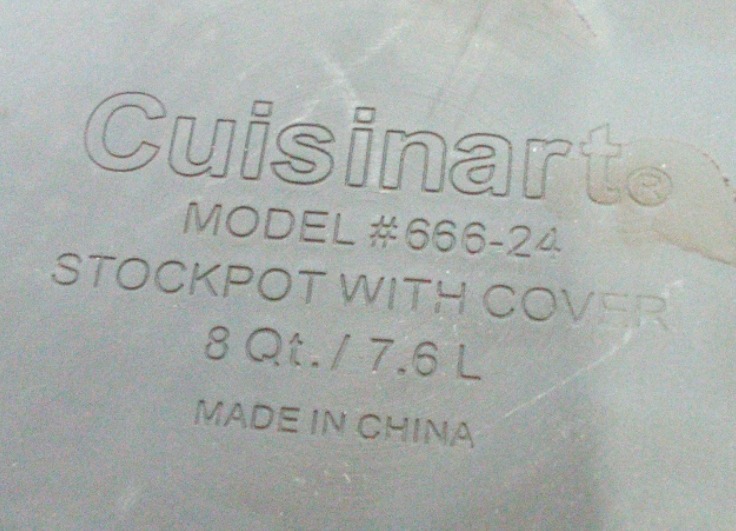 Cuisinart®
MODEL #666-24
STOCKPOT WITH COVER
8 Qt. / 7.6 L
MADE IN CHINA